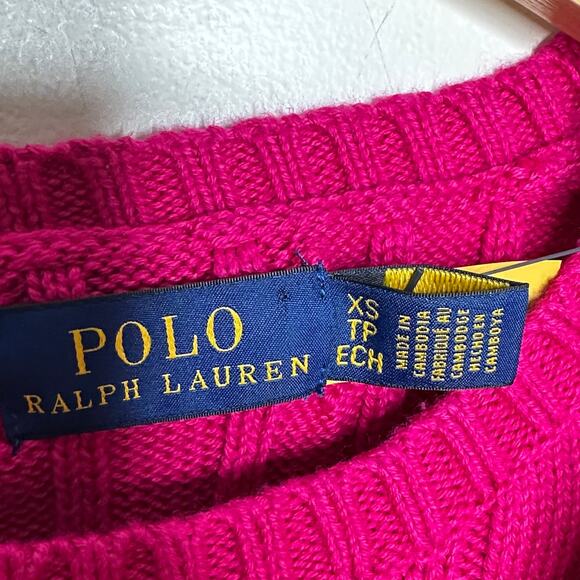 POLO
RALPH LAUREN
XS
TP
ECH
MADE IN
CAMBODIA
FABRIQUÉ AU
CAMBODGE
HECHO EN
CAMBOYA